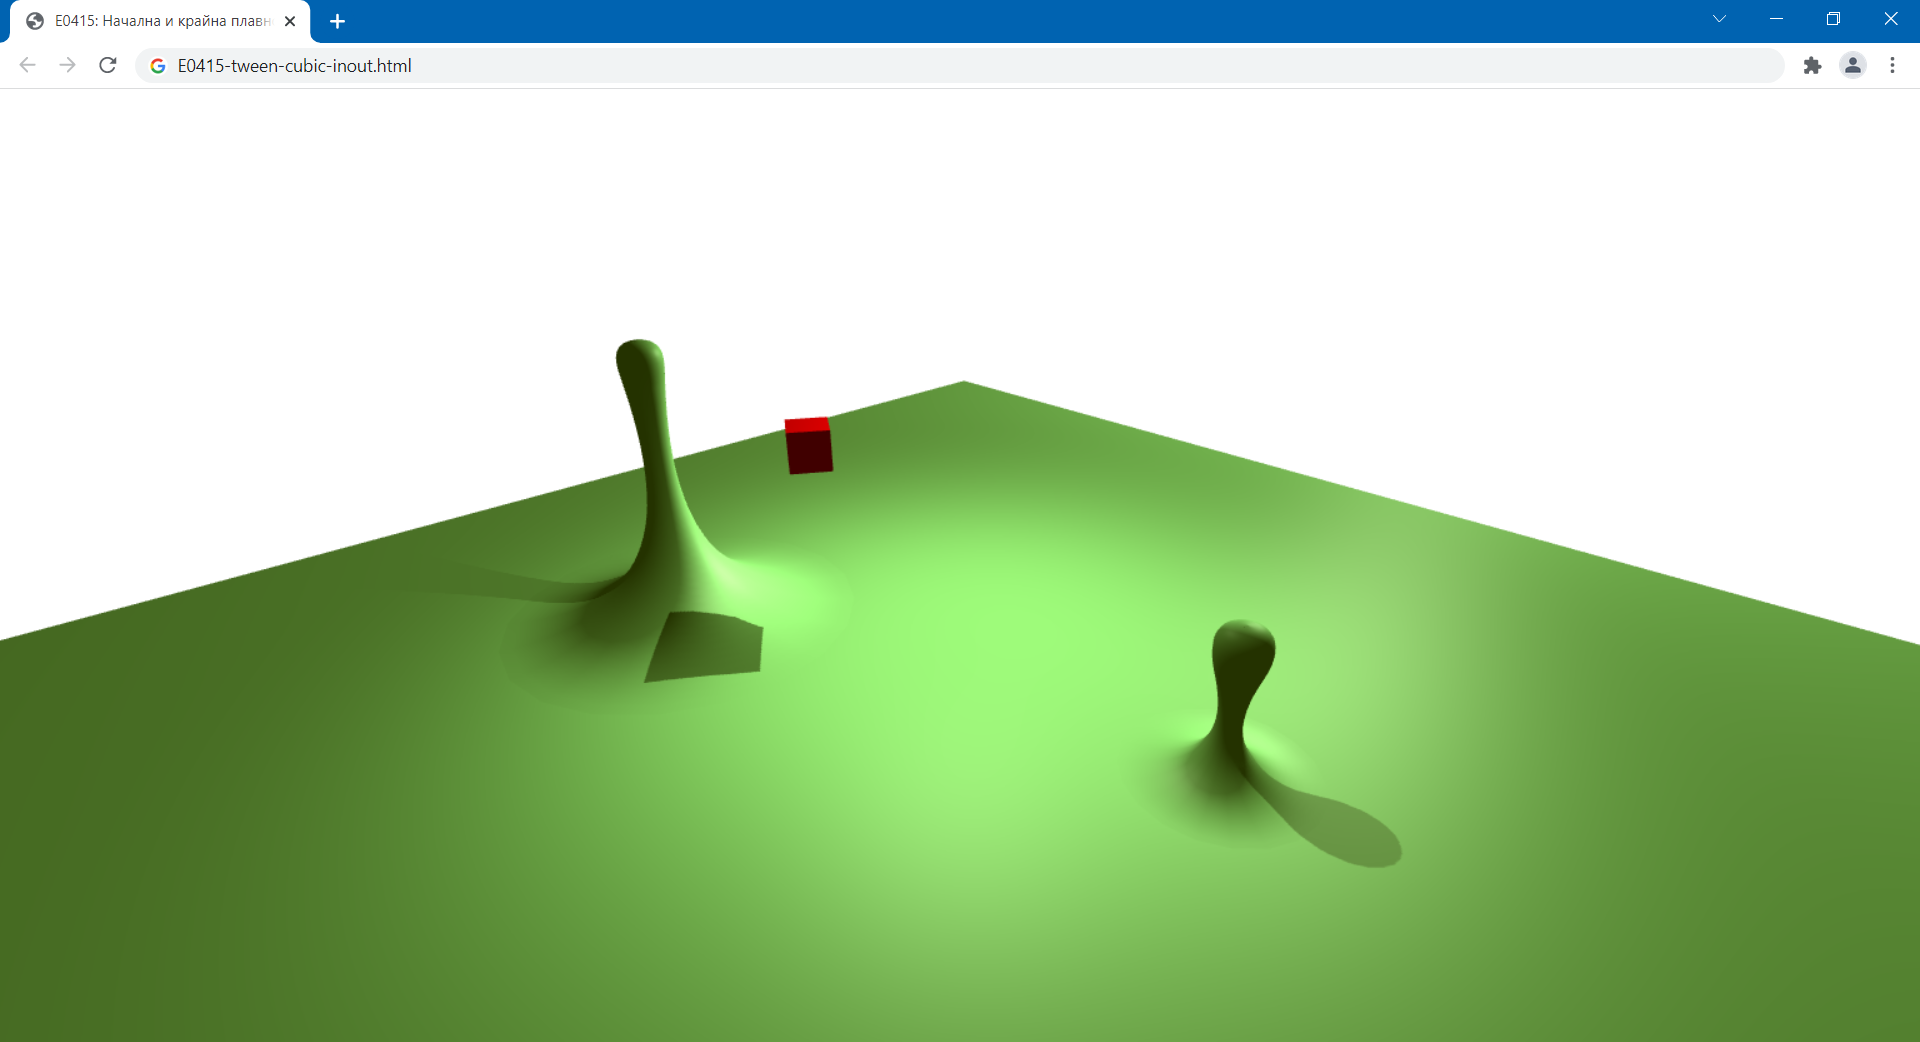 E0415: Начална и крайна плавн
E0415-tween-cubic-inout.html